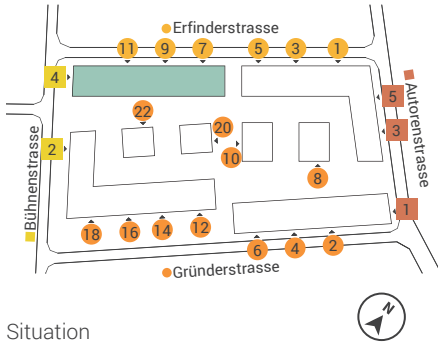 Erfinderstrasse
11 9 7 5 3 1
4
5
Autorenstrasse
22
20
3
2
10
8
Bühnenstrasse
1
18 16 14 12
6 4 2
Gründerstrasse
N
Situation